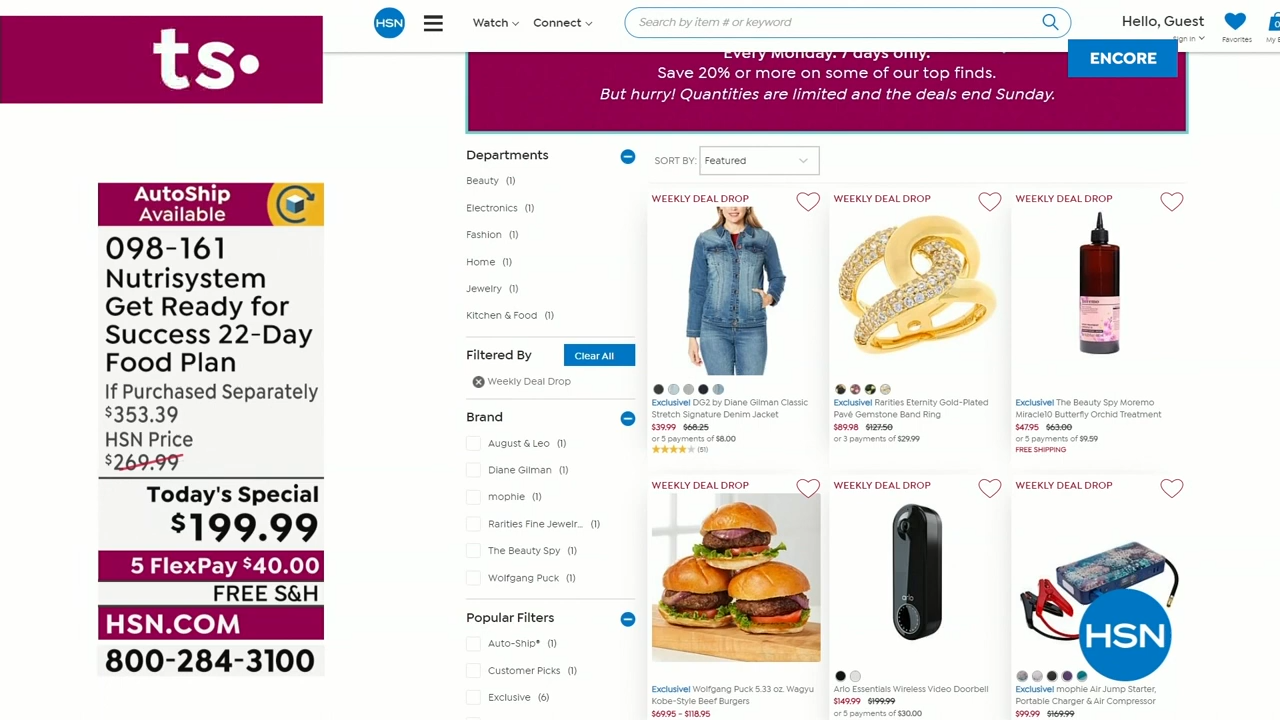 ts.
AutoShip
Available
098-161
Nutrisystem
Get Ready for
Success 22-Day
Food Plan
If Purchased Separately
$353.39
HSN Price
$269.99
Today's Special
$199.99
5 FlexPay $40.00
FREE S&H
HSN.COM
800-284-3100
HSN
Watch
Connect
Search by item # or keyword
Hello, Guest
Sign In
Favorites
ENCORE
Every Monday. 7 days only.
Save 20% or more on some of our top finds.
But hurry! Quantities are limited and the deals end Sunday.
Departments
Beauty (1)
Electronics (1)
Fashion (1)
Home (1)
Jewelry (1)
Kitchen & Food (1)
Filtered By
Clear All
Weekly Deal Drop
Brand
August & Leo (1)
Diane Gilman (1)
mophie (1)
Rarities Fine Jewelr... (1)
The Beauty Spy (1)
Wolfgang Puck (1)
Popular Filters
Auto-Ship® (1)
Customer Picks (1)
Exclusive (6)
SORT BY: Featured
WEEKLY DEAL DROP
Exclusive! DG2 by Diane Gilman Classic
Stretch Signature Denim Jacket
$39.99 $68.25
or 5 payments of $8.00
(51)
WEEKLY DEAL DROP
Exclusive! Rarities Eternity Gold-Plated
Pavé Gemstone Band Ring
$89.98 $127.50
or 3 payments of $29.99
WEEKLY DEAL DROP
Exclusive! The Beauty Spy Moremo
Miracle10 Butterfly Orchid Treatment
$47.95 $63.00
or 5 payments of $9.59
FREE SHIPPING
WEEKLY DEAL DROP
Exclusive! Wolfgang Puck 5.33 oz. Wagyu
Kobe-Style Beef Burgers
$69.95 - $118.95
WEEKLY DEAL DROP
arlo
Arlo Essentials Wireless Video Doorbell
$149.99 $199.99
or 5 payments of $30.00
WEEKLY DEAL DROP
Exclusive! mophie Air Jump Starter,
Portable Charger & Air Compressor
$99.99 $169.99
HSN